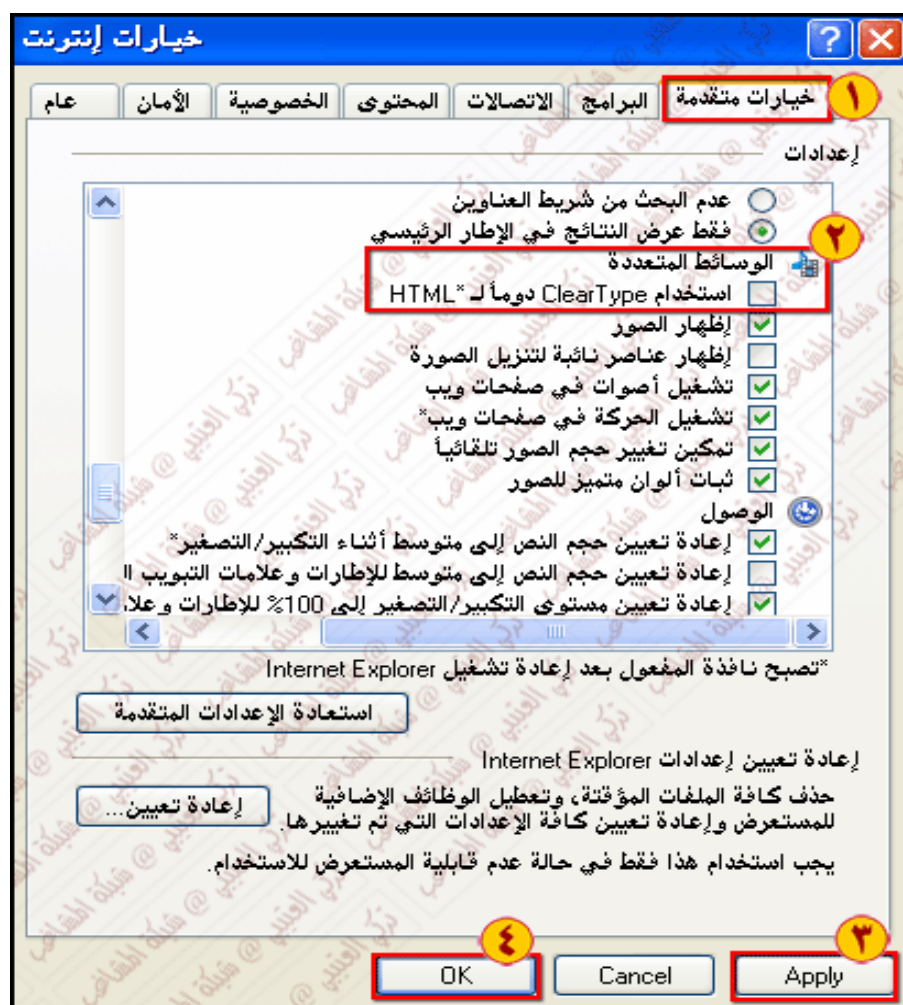 خيارات إنترنت
خيارات متقدمة
البرامج
الاتصالات
المحتوى
الخصوصية
الأمان
عام
١
إعدادات
عدم البحث من شريط العناوين
فقط عرض النتائج في الإطار الرئيسي
٢
الوسائط المتعددة
استخدام ClearType دوماً لـ HTML*
إظهار الصور
إظهار عناصر نائبة لتنزيل الصورة
تشغيل أصوات في صفحات ويب
تشغيل الحركة في صفحات ويب*
تمكين تغيير حجم الصور تلقائياً
ثبات ألوان متميز للصور
الوصول
إعادة تعيين حجم النص إلى متوسط أثناء التكبير/التصغير*
إعادة تعيين حجم النص إلى متوسط للإطارات وعلامات التبويب ا
إعادة تعيين مستوى التكبير/التصغير إلى 100% للإطارات وعلا
*تصبح نافذة المفعول بعد إعادة تشغيل Internet Explorer
استعادة الإعدادات المتقدمة
إعادة تعيين إعدادات Internet Explorer
حذف كافة الملفات المؤقتة، وتعطيل الوظائف الإضافية
للمستعرض وإعادة تعيين كافة الإعدادات التي تم تغييرها.
إعادة تعيين...
يجب استخدام هذا فقط في حالة عدم قابلية المستعرض للاستخدام.
٤
٣
OK
Cancel
Apply